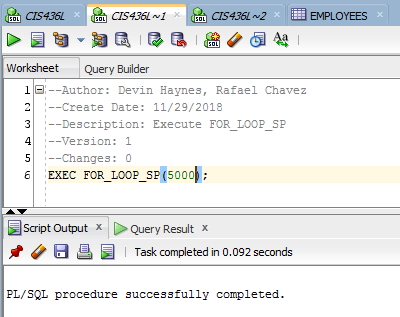 CIS436L CIS436L~1 CIS436L~2 EMPLOYEES
Worksheet Query Builder
1 --Author: Devin Haynes, Rafael Chavez
2 --Create Date: 11/29/2018
3 --Description: Execute FOR_LOOP_SP
4 --Version: 1
5 --Changes: 0
6 EXEC FOR_LOOP_SP(5000);
Script Output × Query Result ×
Task completed in 0.092 seconds
PL/SQL procedure successfully completed.